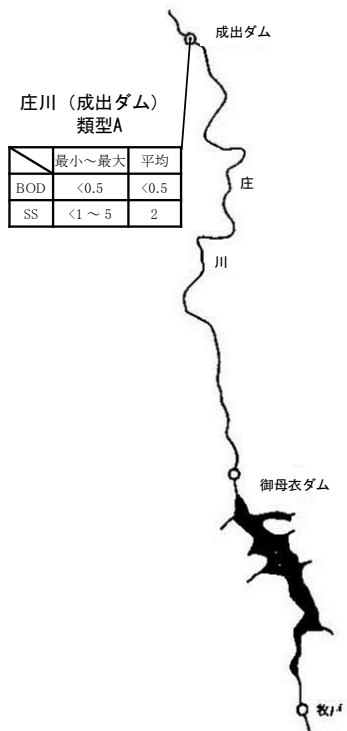 成出ダム
庄川（成出ダム）
類型A
最小～最大 平均
BOD <0.5 <0.5
SS <1 ～ 5 2
庄
川
御母衣ダム
牧